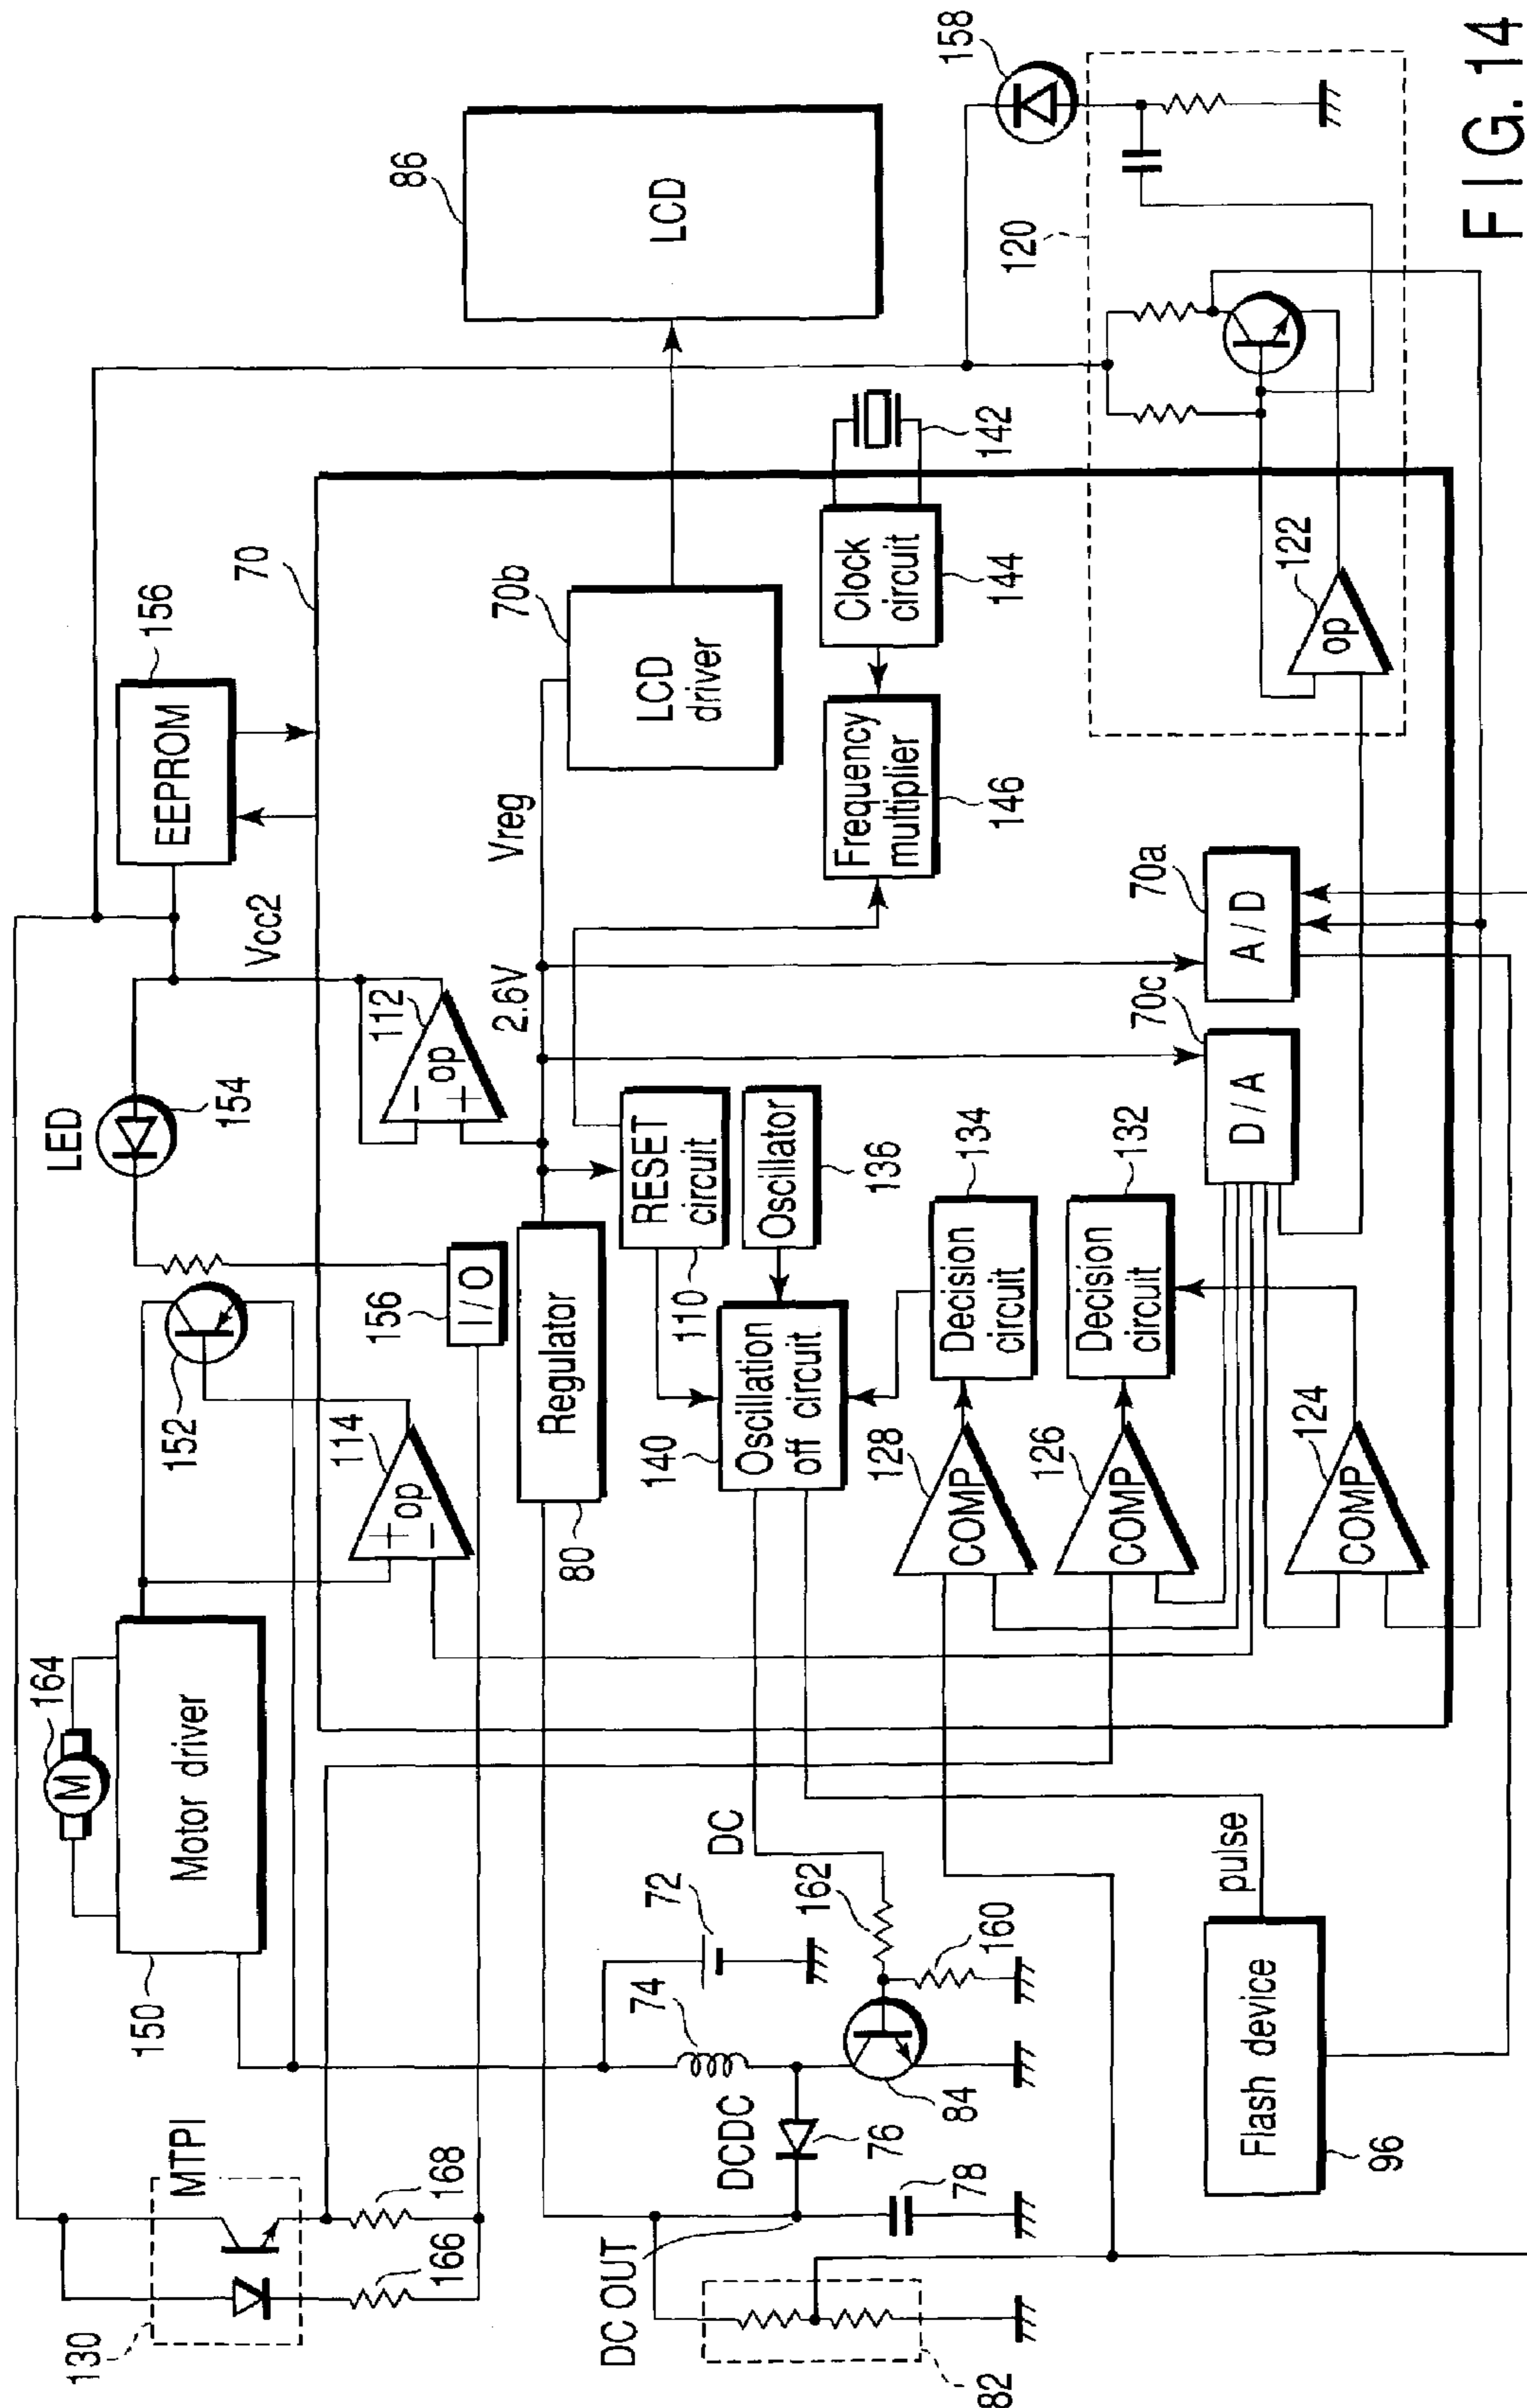 130
MTPI
166
168
150
Motor driver
M
164
152
114
op
+
−
LED
154
156
I/O
Vcc2
112
op
−
+
EEPROM
156
70
DC OUT
82
DCDC
76
78
74
72
84
162
160
DC
80
Regulator
2.6V
Vreg
RESET
circuit
110
Oscillator
136
140
Oscillation
off circuit
LCD
driver
70b
LCD
86
Frequency
multiplier
146
Clock
circuit
144
142
128
COMP
Decision
circuit
134
126
COMP
Decision
circuit
132
124
COMP
D/A
70c
A/D
70a
Flash device
96
pulse
op
122
120
158
FIG. 14